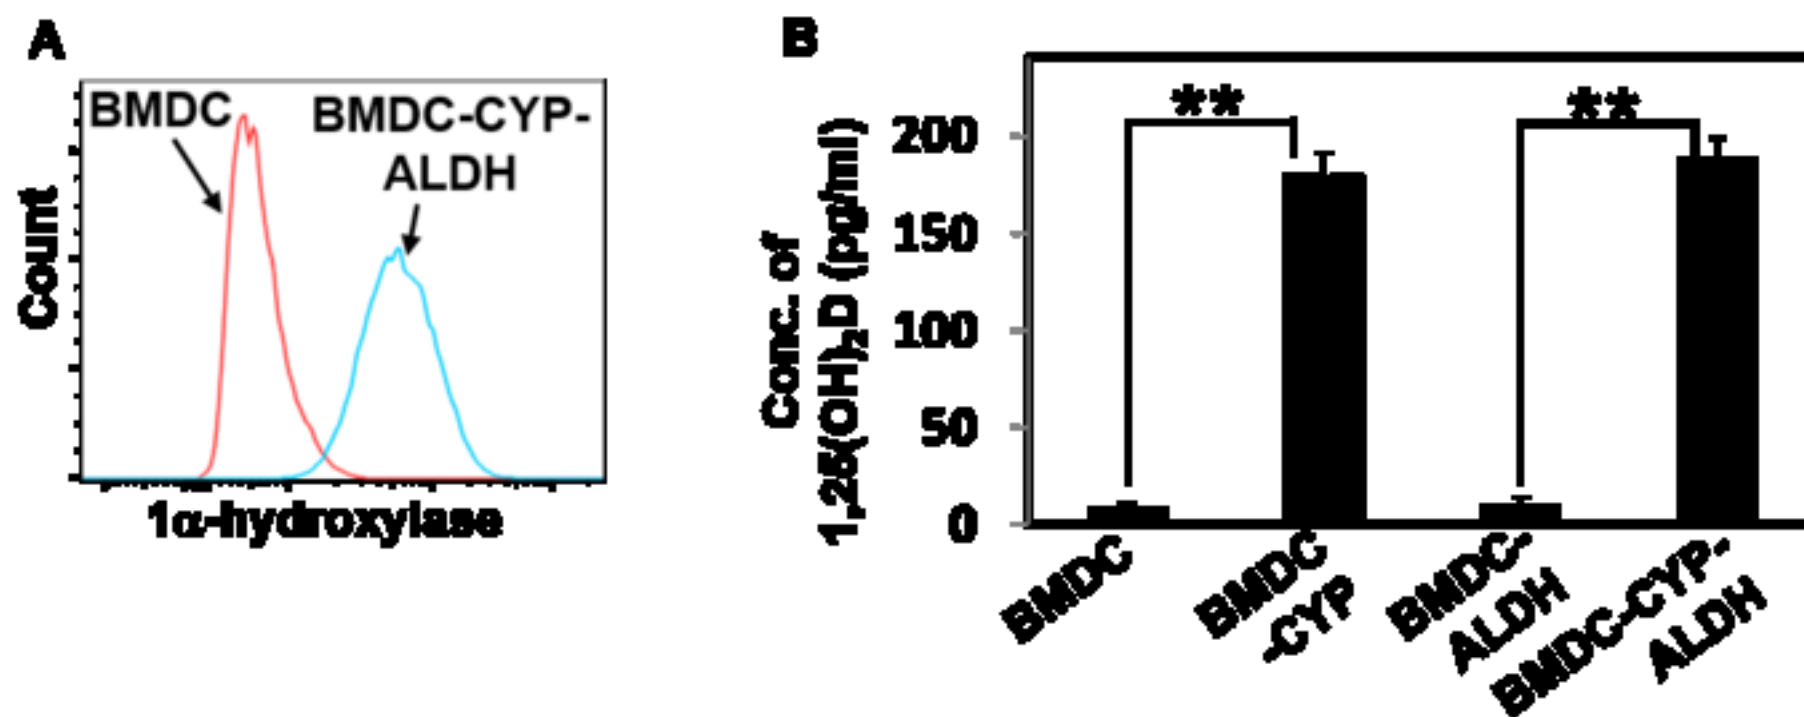 A
BMDC
BMDC-CYP-
ALDH
Count
1α-hydroxylase
B
**
**
Conc. of
1,25(OH)₂D (pg/ml)
200
150
100
50
0
BMDC
BMDC
-CYP
BMDC-
ALDH
BMDC-CYP-
ALDH